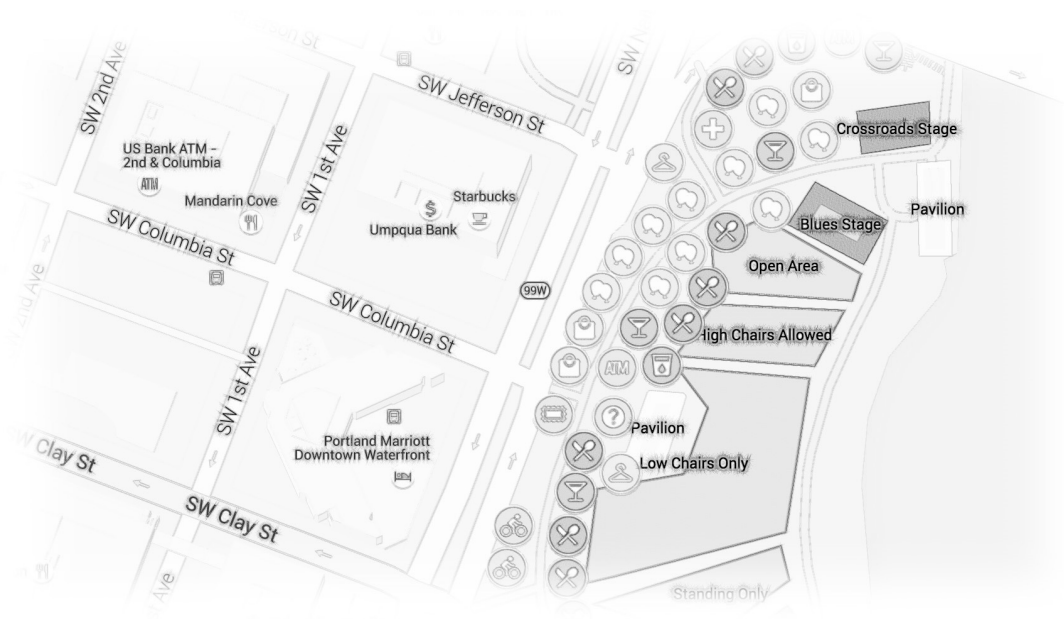 SW 2nd Ave
SW Jefferson St
Crossroads Stage
US Bank ATM -
2nd & Columbia
ATM
SW 1st Ave
Mandarin Cove
Starbucks
$
Umpqua Bank
Pavilion
SW Columbia St
Blues Stage
Open Area
99W
SW Columbia St
High Chairs Allowed
SW 1st Ave
ATM
?
Pavilion
Portland Marriott
Downtown Waterfront
Low Chairs Only
W Clay St
SW Clay St
Standing Only